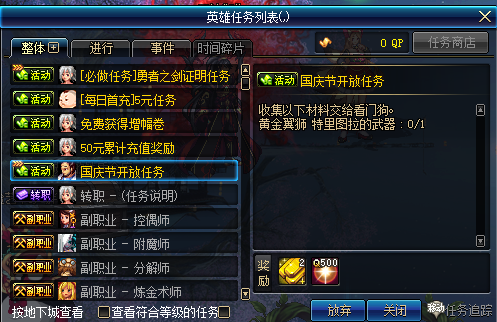 英雄任务列表(,)
整体 进行 事件 时间碎片
0 QP 任务商店
活动 [必做任务]勇者之剑证明任务
活动 [每日首充]5元任务
活动 免费获得增幅卷
活动 50元累计充值奖励
活动 国庆节开放任务
转职 转职 - (任务说明)
副职业 副职业 - 控偶师
副职业 副职业 - 附魔师
副职业 副职业 - 分解师
副职业 副职业 - 炼金术师
按地下城查看 查看符合等级的任务
活动 国庆节开放任务
收集以下材料交给看门狗。
黄金翼狮 特里图拉的武器：0/1
奖励 2 Q500
放弃 关闭 移动 任务追踪